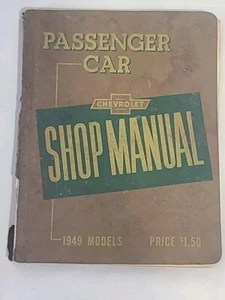 PASSENGER
CAR
CHEVROLET
SHOP MANUAL
1949 MODELS PRICE $1.50